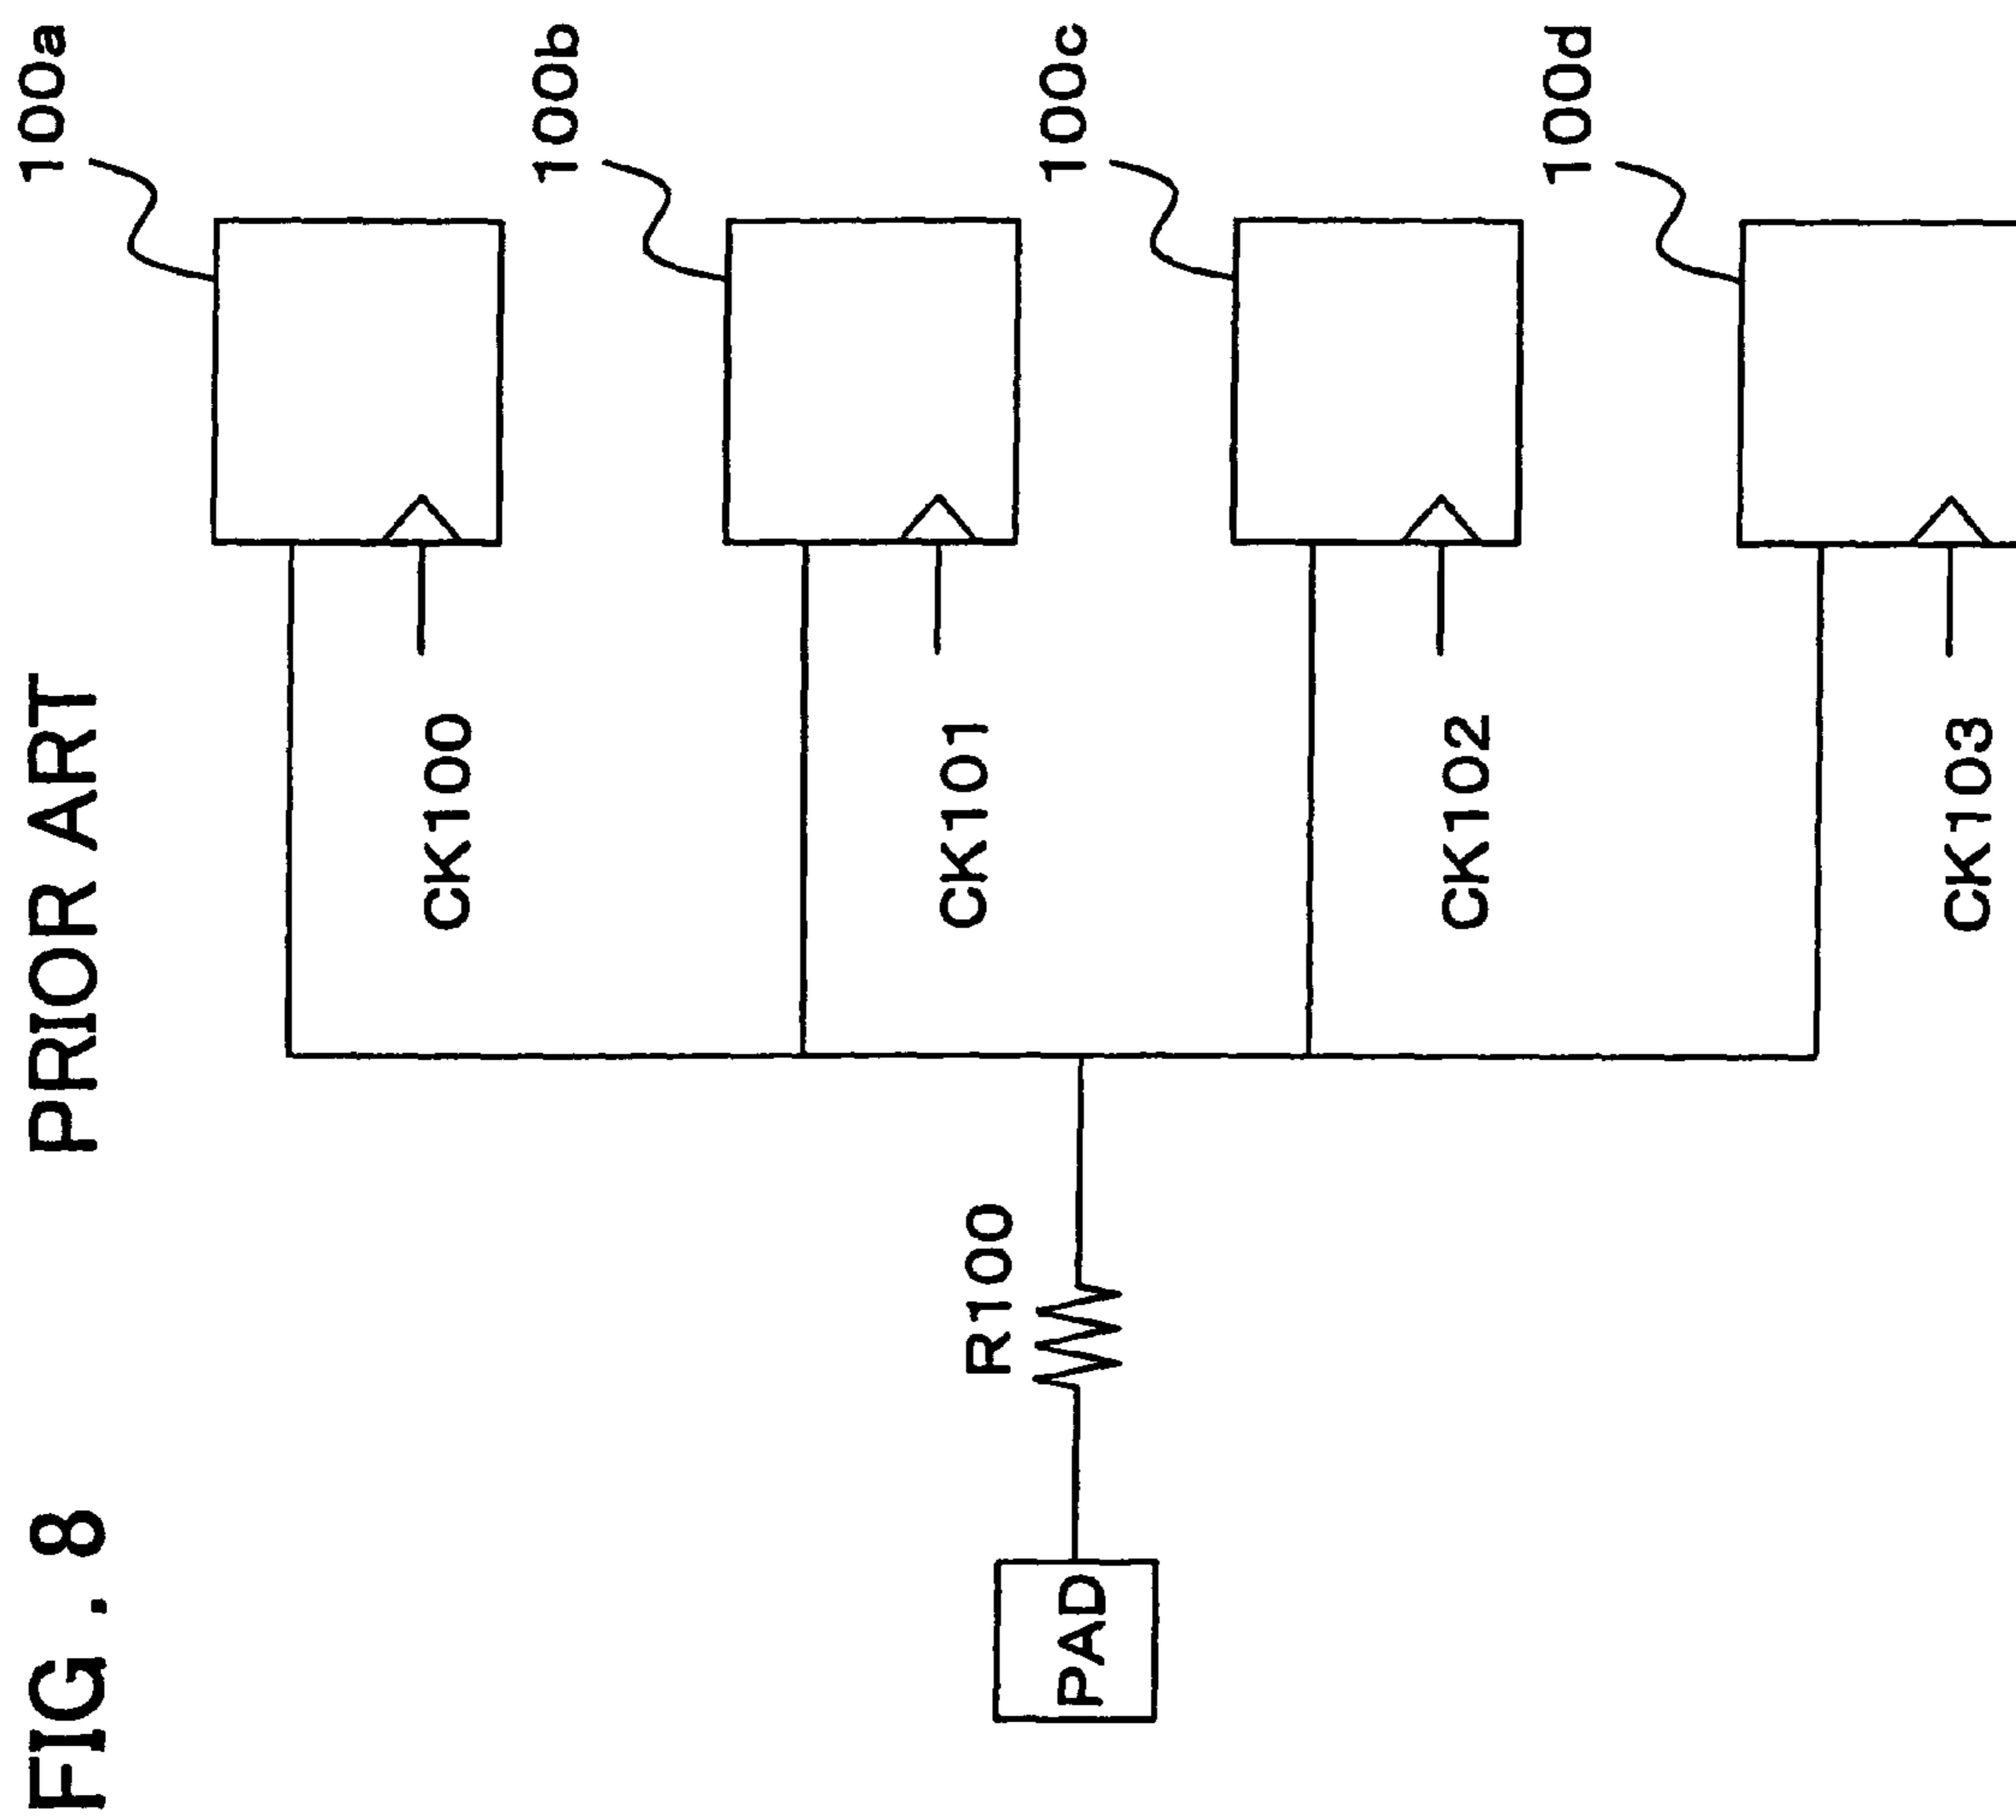 FIG. 8
PRIOR ART
100a
CK100
100b
CK101
R100
PAD
100c
CK102
100d
CK103